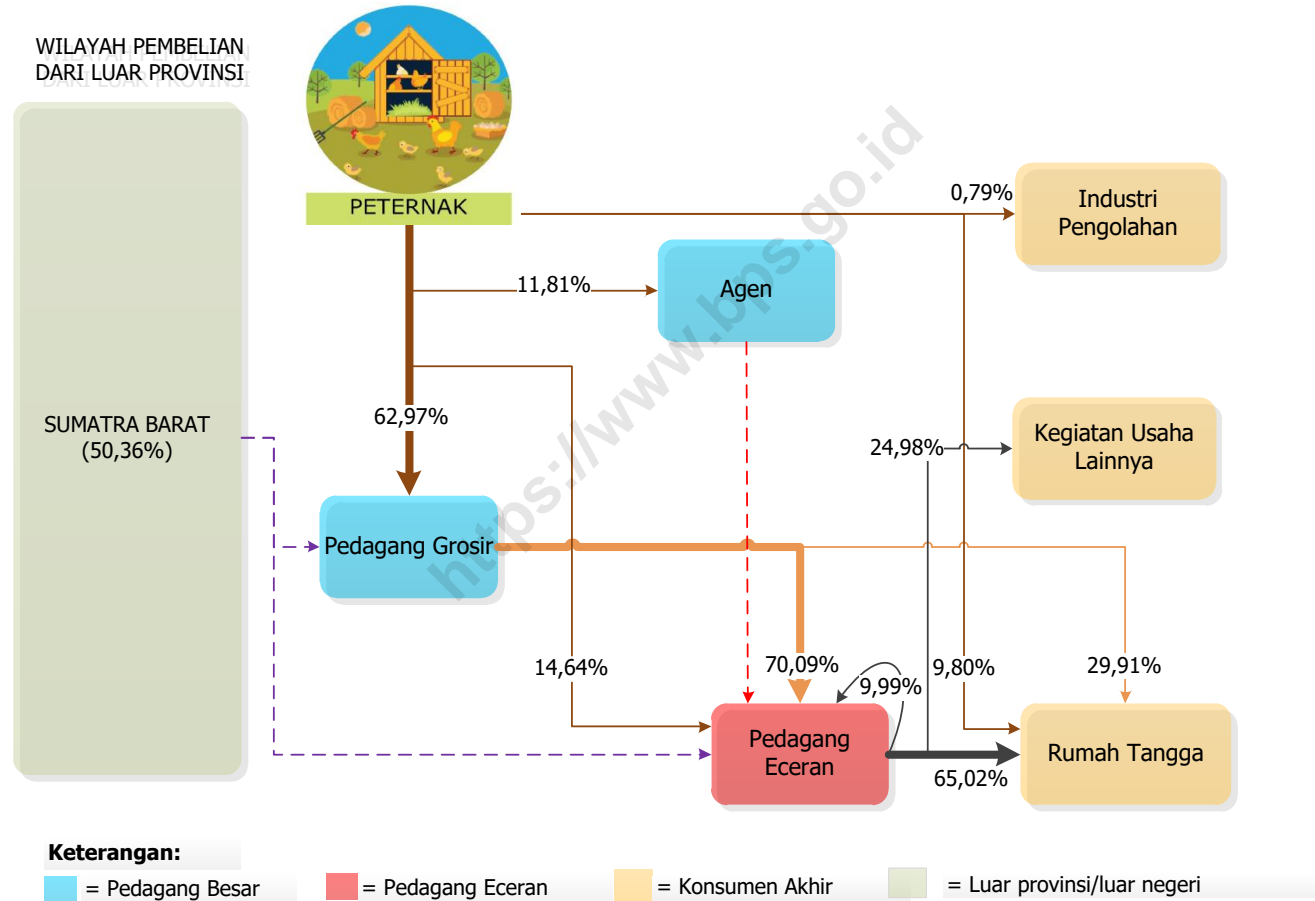 WILAYAH PEMBELIAN
DARI LUAR PROVINSI
PETERNAK
0,79%
Industri
Pengolahan
11,81%
Agen
SUMATRA BARAT
(50,36%)
62,97%
24,98%
Kegiatan Usaha
Lainnya
Pedagang Grosir
14,64%
70,09%
9,99%
9,80%
29,91%
Pedagang
Eceran
65,02%
Rumah Tangga
https://www.bps.go.id
Keterangan:
= Pedagang Besar
= Pedagang Eceran
= Konsumen Akhir
= Luar provinsi/luar negeri